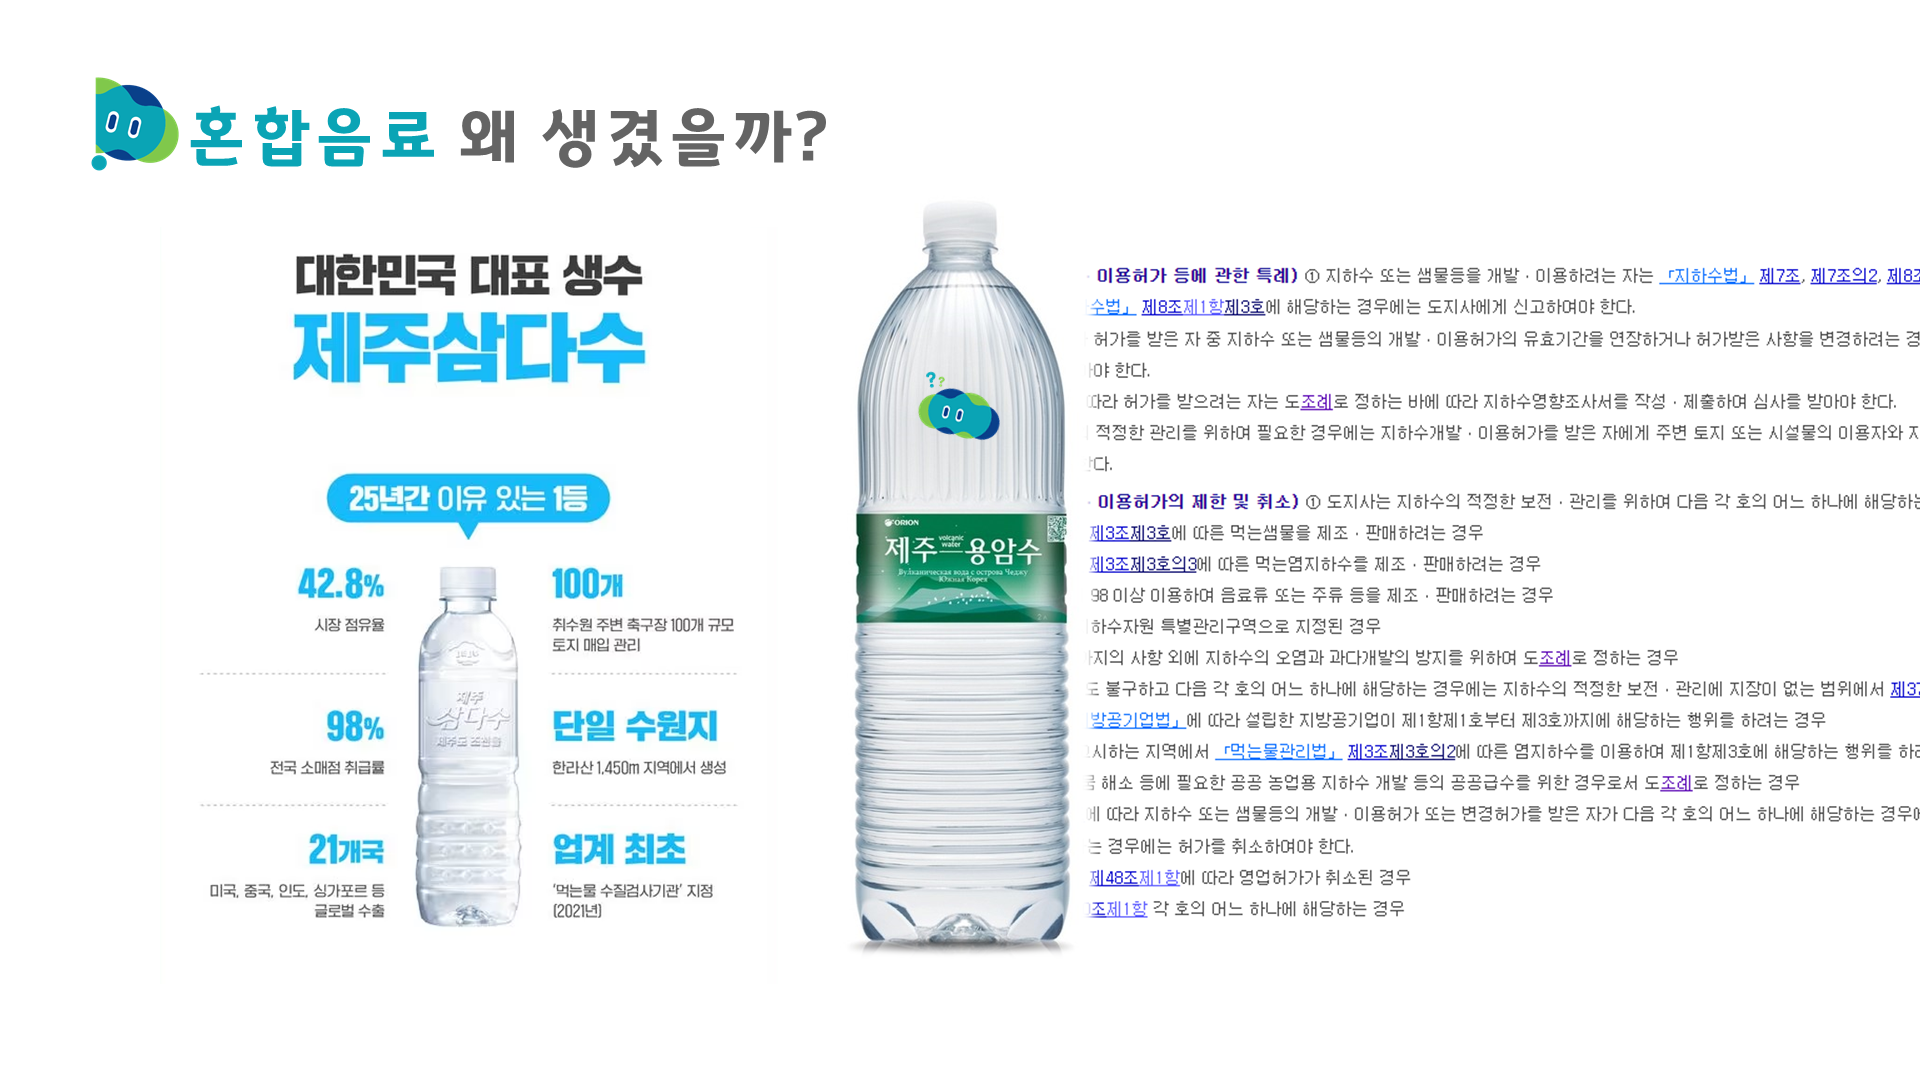 혼합음료 왜 생겼을까?
대한민국 대표 생수
제주삼다수
25년간 이유 있는 1등
42.8%
시장 점유율
98%
전국 소매점 취급률
21개국
미국, 중국, 인도, 싱가포르 등
글로벌 수출
제주
삼다수
100개
취수원 주변 축구장 100개 규모
토지 매입 관리
단일 수원지
한라산 1,450m 지역에서 생성
업계 최초
'먹는물 수질검사기관' 지정
(2021년)
??
ORION
제주 volcanic water 용암수
Вулканическая вода с острова Чеджу
Южная Корея
이용허가 등에 관한 특례) ① 지하수 또는 샘물등을 개발ㆍ이용하려는 자는 「지하수법」 제7조, 제7조의2, 제8조
수법」 제8조제1항제3호에 해당하는 경우에는 도지사에게 신고하여야 한다.
허가를 받은 자 중 지하수 또는 샘물등의 개발ㆍ이용허가의 유효기간을 연장하거나 허가받은 사항을 변경하려는 경
야 한다.
따라 허가를 받으려는 자는 도조례로 정하는 바에 따라 지하수영향조사서를 작성ㆍ제출하여 심사를 받아야 한다.
적정한 관리를 위하여 필요한 경우에는 지하수개발ㆍ이용허가를 받은 자에게 주변 토지 또는 시설물의 이용자와 지
다.
이용허가의 제한 및 취소) ① 도지사는 지하수의 적정한 보전ㆍ관리를 위하여 다음 각 호의 어느 하나에 해당하는
제3조제3호에 따른 먹는샘물을 제조ㆍ판매하려는 경우
제3조제3호의3에 따른 먹는염지하수를 제조ㆍ판매하려는 경우
98 이상 이용하여 음료류 또는 주류 등을 제조ㆍ판매하려는 경우
하수자원 특별관리구역으로 지정된 경우
지의 사항 외에 지하수의 오염과 과다개발의 방지를 위하여 도조례로 정하는 경우
도 불구하고 다음 각 호의 어느 하나에 해당하는 경우에는 지하수의 적정한 보전ㆍ관리에 지장이 없는 범위에서 제37
방공기업법」에 따라 설립한 지방공기업이 제1항제1호부터 제3호까지에 해당하는 행위를 하려는 경우
시하는 지역에서 「먹는물관리법」 제3조제3호의2에 따른 염지하수를 이용하여 제1항제3호에 해당하는 행위를 하려
해소 등에 필요한 공공 농업용 지하수 개발 등의 공공급수를 위한 경우로서 도조례로 정하는 경우
에 따라 지하수 또는 샘물등의 개발ㆍ이용허가 또는 변경허가를 받은 자가 다음 각 호의 어느 하나에 해당하는 경우에
는 경우에는 허가를 취소하여야 한다.
제48조제1항에 따라 영업허가가 취소된 경우
조제1항 각 호의 어느 하나에 해당하는 경우